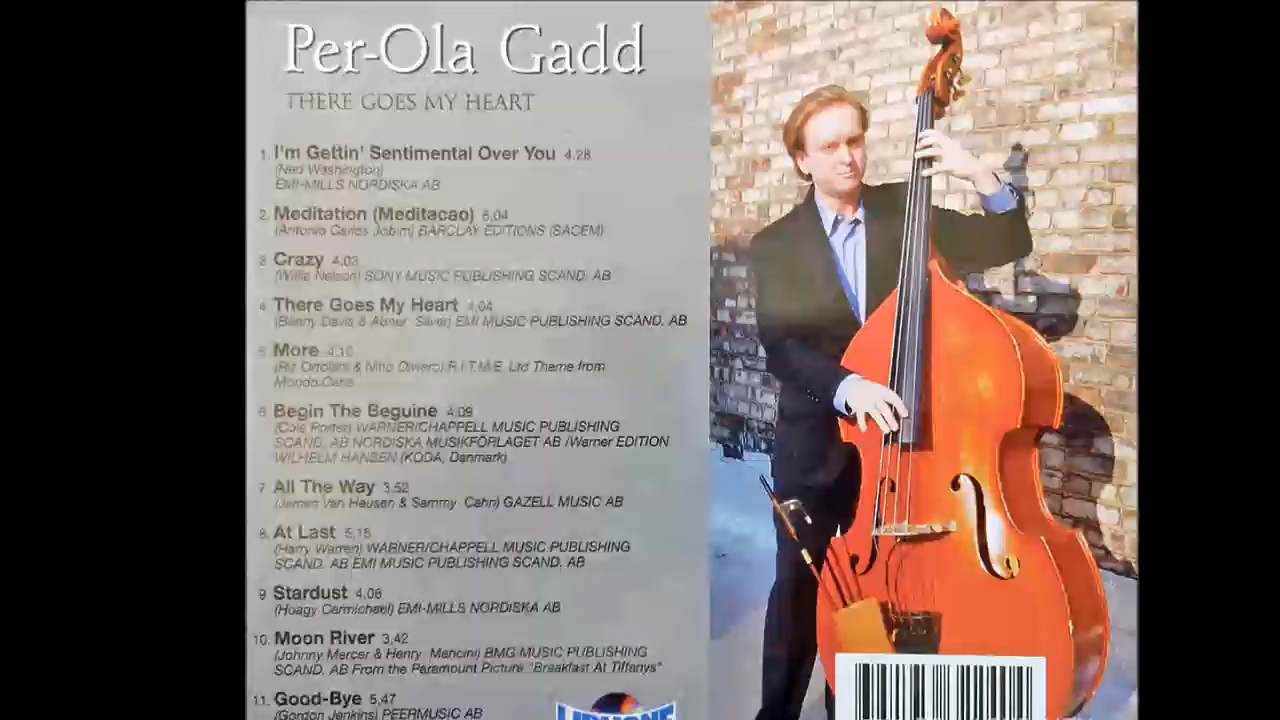 Per-Ola Gadd
THERE GOES MY HEART
1. I'm Gettin' Sentimental Over You 4.28
(Ned Washington)
EMI-MILLS NORDISKA AB
2. Meditation (Meditacao) 6,04
(Antonio Carlos Jobim) BARCLAY EDITIONS (SACEM)
3. Crazy 4.03
(Willie Nelson) SONY MUSIC PUBLISHING SCAND. AB
4. There Goes My Heart 4,04
(Benny Davis & Abner Silver) EMI MUSIC PUBLISHING SCAND. AB
5. More 4.10
(Riz Ortolani & Nino Oliviero) R.I.T.M.E. Ltd Theme from
Mondo Cane
6. Begin The Beguine 4,09
(Cole Porter) WARNER/CHAPPELL MUSIC PUBLISHING
SCAND. AB NORDISKA MUSIKFÖRLAGET AB /Warner EDITION
WILHELM HANSEN (KODA, Danmark)
7 All The Way 3.52
(James Van Heusen & Sammy Cahn) GAZELL MUSIC AB
8. At Last 5,18
(Harry Warren) WARNER/CHAPPELL MUSIC PUBLISHING
SCAND. AB EMI MUSIC PUBLISHING SCAND. AB
9 Stardust 4.06
(Hoagy Carmichael) EMI-MILLS NORDISKA AB
10. Moon River 3,42
(Johnny Mercer & Henry Mancini) BMG MUSIC PUBLISHING
SCAND. AB From the Paramount Picture "Breakfast At Tiffanys"
11. Good-Bye 5,47
(Gordon Jenkins) PEERMUSIC AB